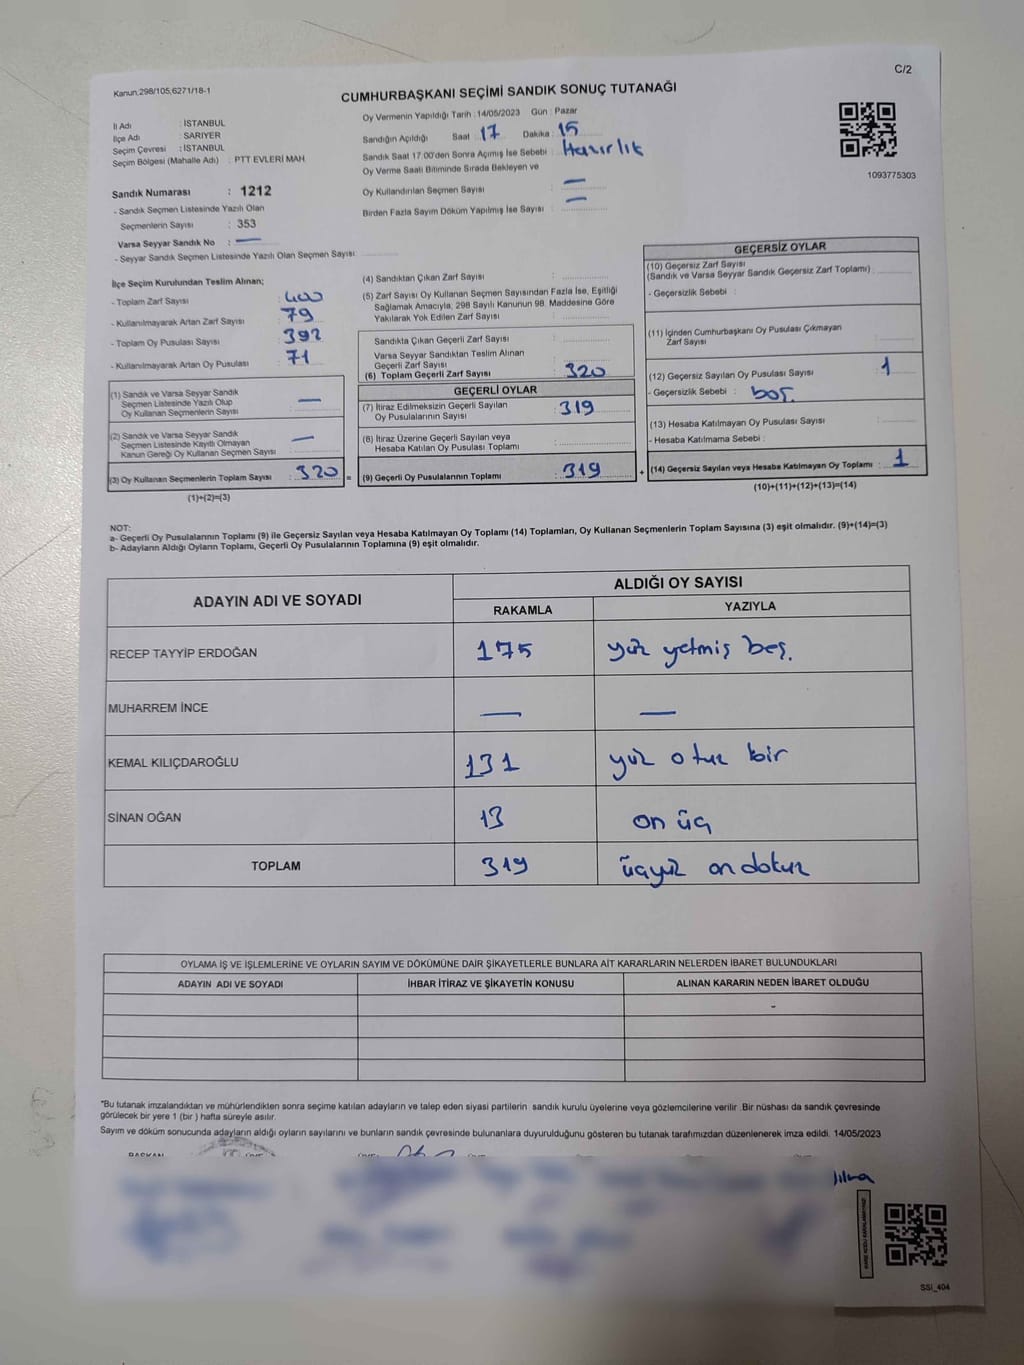 C/2
Kanun.298/105,6271/18-1
CUMHURBAŞKANI SEÇİMİ SANDIK SONUÇ TUTANAĞI
İl Adı : İSTANBUL
İlçe Adı : SARIYER
Seçim Çevresi : İSTANBUL
Seçim Bölgesi (Mahalle Adı) : PTT EVLERİ MAH
Sandık Numarası : 1212
- Sandık Seçmen Listesinde Yazılı Olan
Seçmenlerin Sayısı : 353
Varsa Seyyar Sandık No : —
- Seyyar Sandık Seçmen Listesinde Yazılı Olan Seçmen Sayısı:
Oy Vermenin Yapıldığı Tarih : 14/05/2023 Gün : Pazar
Sandığın Açıldığı Saat 17 Dakika : 15
Sandık Saat 17.00'den Sonra Açımış İse Sebebi : Hazırlık
Oy Verme Saati Bitiminde Sırada Bekleyen ve
Oy Kullandırılan Seçmen Sayısı : —
Birden Fazla Sayım Döküm Yapılmış İse Sayısı : —
1093775303
İlçe Seçim Kurulundan Teslim Alınan;
- Toplam Zarf Sayısı : 400
- Kullanılmayarak Artan Zarf Sayısı : 79
- Toplam Oy Pusulası Sayısı : 392
- Kullanılmayarak Artan Oy Pusulası : 71
(1) Sandık ve Varsa Seyyar Sandık
Seçmen Listesinde Yazılı Olup
Oy Kullanan Seçmenlerin Sayısı : —
(2) Sandık ve Varsa Seyyar Sandık
Seçmen Listesinde Kayıtlı Olmayan
Kanun Gereği Oy Kullanan Seçmen Sayısı : —
(3) Oy Kullanan Seçmenlerin Toplam Sayısı : 320 =
(1)+(2)=(3)
(4) Sandıktan Çıkan Zarf Sayısı :
(5) Zarf Sayısı Oy Kullanan Seçmen Sayısından Fazla İse, Eşitliği
Sağlamak Amacıyla, 298 Sayılı Kanunun 98. Maddesine Göre
Yakılarak Yok Edilen Zarf Sayısı :
Sandıkta Çıkan Geçerli Zarf Sayısı :
Varsa Seyyar Sandıktan Teslim Alınan
Geçerli Zarf Sayısı :
(6) Toplam Geçerli Zarf Sayısı : 320
GEÇERLİ OYLAR
(7) İtiraz Edilmeksizin Geçerli Sayılan
Oy Pusulalarının Sayısı : 319
(8) İtiraz Üzerine Geçerli Sayılan veya
Hesaba Katılan Oy Pusulası Toplamı :
(9) Geçerli Oy Pusulalarının Toplamı : 319 +
GEÇERSİZ OYLAR
(10) Geçersiz Zarf Sayısı
(Sandık ve Varsa Seyyar Sandık Geçersiz Zarf Toplamı) :
- Geçersizlik Sebebi :
(11) İçinden Cumhurbaşkanı Oy Pusulası Çıkmayan
Zarf Sayısı :
(12) Geçersiz Sayılan Oy Pusulası Sayısı : 1
- Geçersizlik Sebebi : boş.
(13) Hesaba Katılmayan Oy Pusulası Sayısı :
- Hesaba Katılmama Sebebi :
(14) Geçersiz Sayılan veya Hesaba Katılmayan Oy Toplamı : 1
(10)+(11)+(12)+(13)=(14)
NOT:
a- Geçerli Oy Pusulalarının Toplamı (9) ile Geçersiz Sayılan veya Hesaba Katılmayan Oy Toplamı (14) Toplamları, Oy Kullanan Seçmenlerin Toplam Sayısına (3) eşit olmalıdır. (9)+(14)=(3)
b- Adayların Aldığı Oyların Toplamı, Geçerli Oy Pusulalarının Toplamına (9) eşit olmalıdır.
ADAYIN ADI VE SOYADI
ALDIĞI OY SAYISI
RAKAMLA YAZIYLA
RECEP TAYYİP ERDOĞAN 175 yüz yetmiş beş.
MUHARREM İNCE — —
KEMAL KILIÇDAROĞLU 131 yüz otuz bir
SİNAN OĞAN 13 on üç
TOPLAM 319 üçyüz on dokuz
OYLAMA İŞ VE İŞLEMLERİNE VE OYLARIN SAYIM VE DÖKÜMÜNE DAİR ŞİKAYETLERLE BUNLARA AİT KARARLARIN NELERDEN İBARET BULUNDUKLARI
ADAYIN ADI VE SOYADI İHBAR İTİRAZ VE ŞİKAYETİN KONUSU ALINAN KARARIN NEDEN İBARET OLDUĞU
-
"Bu tutanak imzalandıktan ve mühürlendikten sonra seçime katılan adayların ve talep eden siyasi partilerin sandık kurulu üyelerine veya gözlemcilerine verilir .Bir nüshası da sandık çevresinde
görülecek bir yere 1 (bir ) hafta süreyle asılır.
Sayım ve döküm sonucunda adayların aldığı oyların sayılarını ve bunların sandık çevresinde bulunanlara duyurulduğunu gösteren bu tutanak tarafımızdan düzenlenerek imza edildi. 14/05/2023
BAŞKAN
SSİ_404